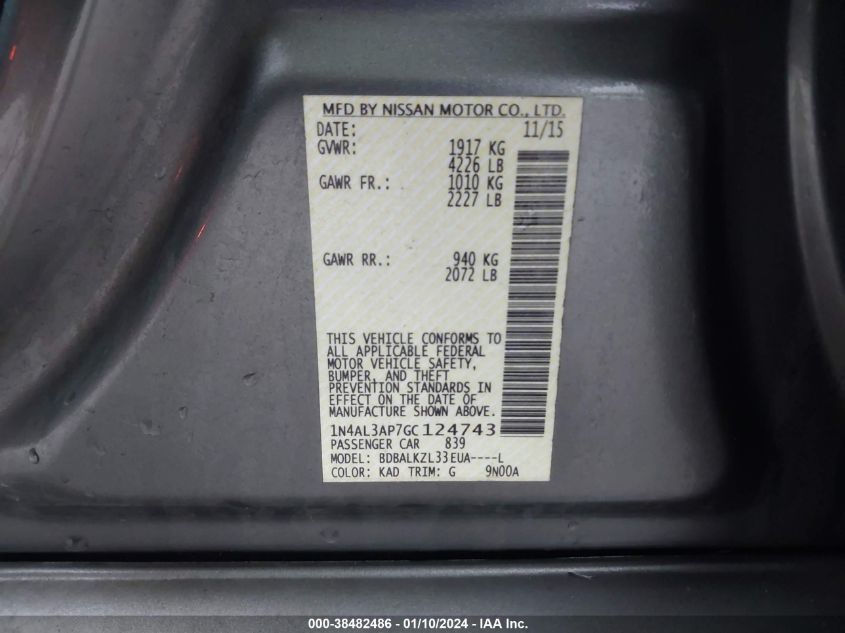 MFD BY NISSAN MOTOR CO., LTD.
DATE: 11/15
GVWR: 1917 KG
4226 LB
GAWR FR.: 1010 KG
2227 LB
GAWR RR.: 940 KG
2072 LB
THIS VEHICLE CONFORMS TO
ALL APPLICABLE FEDERAL
MOTOR VEHICLE SAFETY,
BUMPER, AND THEFT
PREVENTION STANDARDS IN
EFFECT ON THE DATE OF
MANUFACTURE SHOWN ABOVE.
1N4AL3AP7GC124743
PASSENGER CAR 839
MODEL: BDBALKZL33EUA----L
COLOR: KAD TRIM: G 9N00A
000-38482486 - 01/10/2024 - IAA Inc.